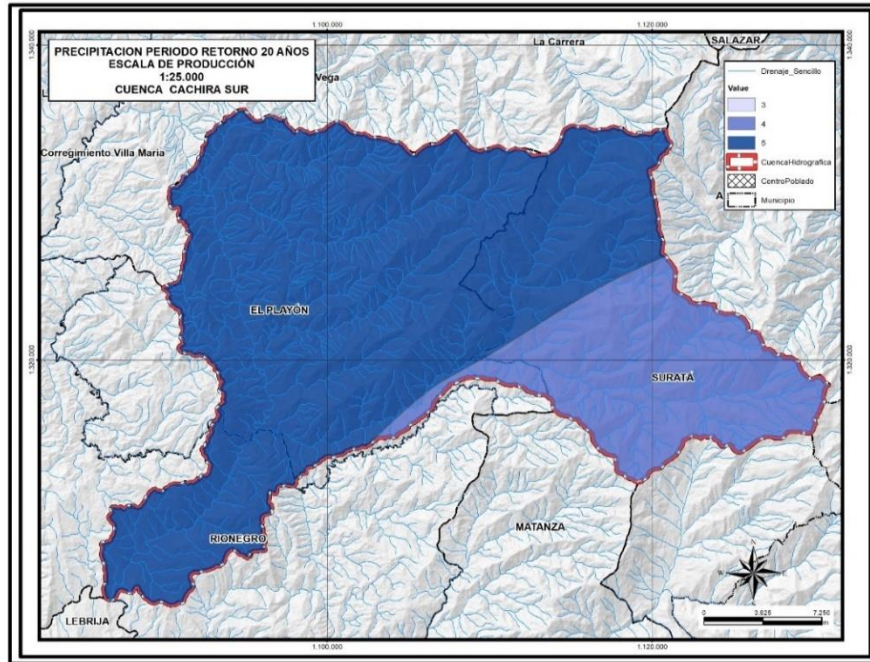 PRECIPITACION PERIODO RETORNO 20 AÑOS
ESCALA DE PRODUCCIÓN
1:25.000
CUENCA CACHIRA SUR
1.100.000
1.120.000
La Carrera
SALAZAR
Vega
1.340.000
1.340.000
Drenaje_Sencillo
Value
3
4
5
CuencaHidrografica
CentroPoblado
Municipio
Corregimiento Villa Maria
EL PLAYÓN
1.320.000
1.320.000
SURATÁ
MATANZA
RIONEGRO
LEBRIJA
N
0 3.625 7.250
m
1.100.000
1.120.000